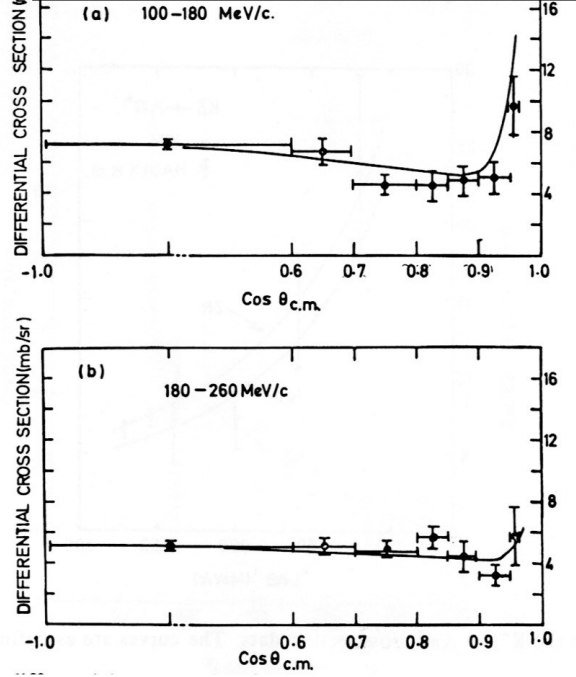 DIFFERENTIAL CROSS SECTION
(a) 100-180 MeV/c.
16
12
8
4
-1.0 0.6 0.7 0.8 0.9 1.0
Cos θc.m.
DIFFERENTIAL CROSS SECTION(mb/sr)
(b)
180-260MeV/c
16
12
8
4
-1.0 0.6 0.7 0.8 0.9 1.0
Cos θc.m.